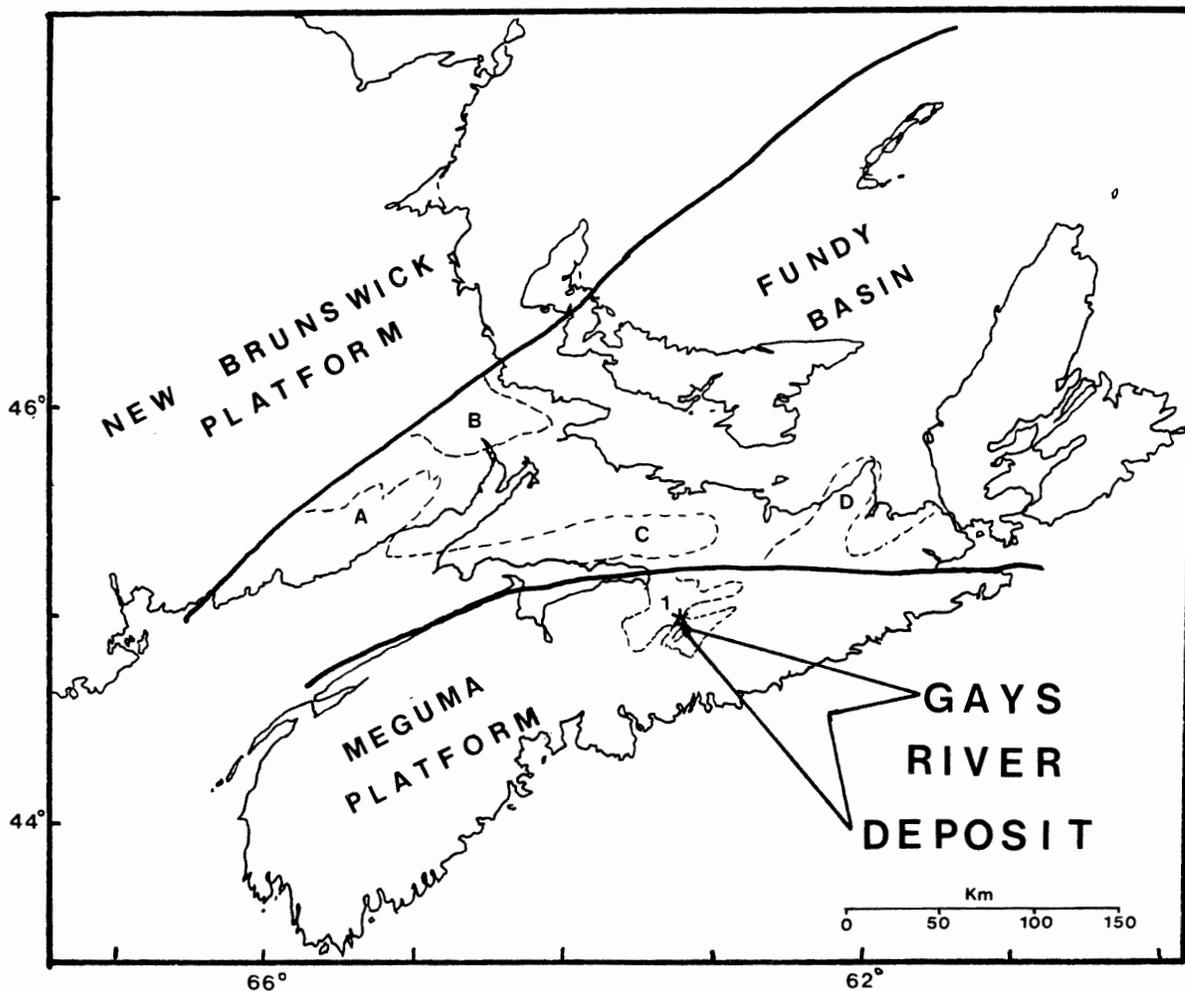 NEW BRUNSWICK
PLATFORM
FUNDY
BASIN
46°
B
A
C
D
1
MEGUMA
PLATFORM
GAYS
RIVER
DEPOSIT
44°
Km
0 50 100 150
66° 62°